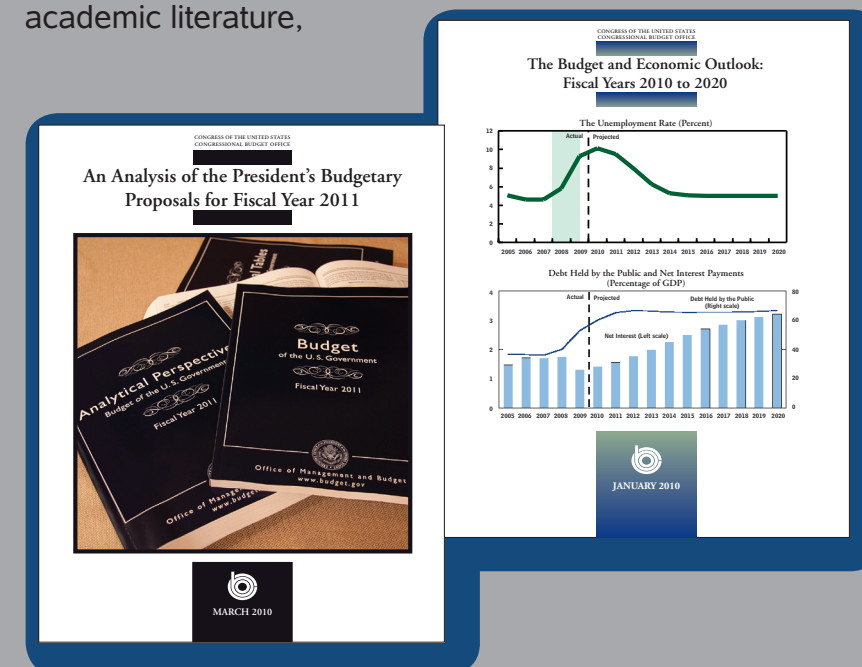 academic literature,
CONGRESS OF THE UNITED STATES
CONGRESSIONAL BUDGET OFFICE
The Budget and Economic Outlook:
Fiscal Years 2010 to 2020
The Unemployment Rate (Percent)
Actual Projected
12
10
8
6
4
2
0
2005 2006 2007 2008 2009 2010 2011 2012 2013 2014 2015 2016 2017 2018 2019 2020
Debt Held by the Public and Net Interest Payments
(Percentage of GDP)
Actual Projected
Debt Held by the Public
(Right scale)
Net Interest (Left scale)
4
3
2
1
0
80
60
40
20
0
2005 2006 2007 2008 2009 2010 2011 2012 2013 2014 2015 2016 2017 2018 2019 2020
JANUARY 2010
CONGRESS OF THE UNITED STATES
CONGRESSIONAL BUDGET OFFICE
An Analysis of the President’s Budgetary
Proposals for Fiscal Year 2011
Tables
Analytical Perspective
Budget of the U.S. Government
Fiscal Year 2011
Office of
www.budget
Budget
of the U.S. Government
Fiscal Year 2011
Office of Management and Budget
www.budget.gov
MARCH 2010